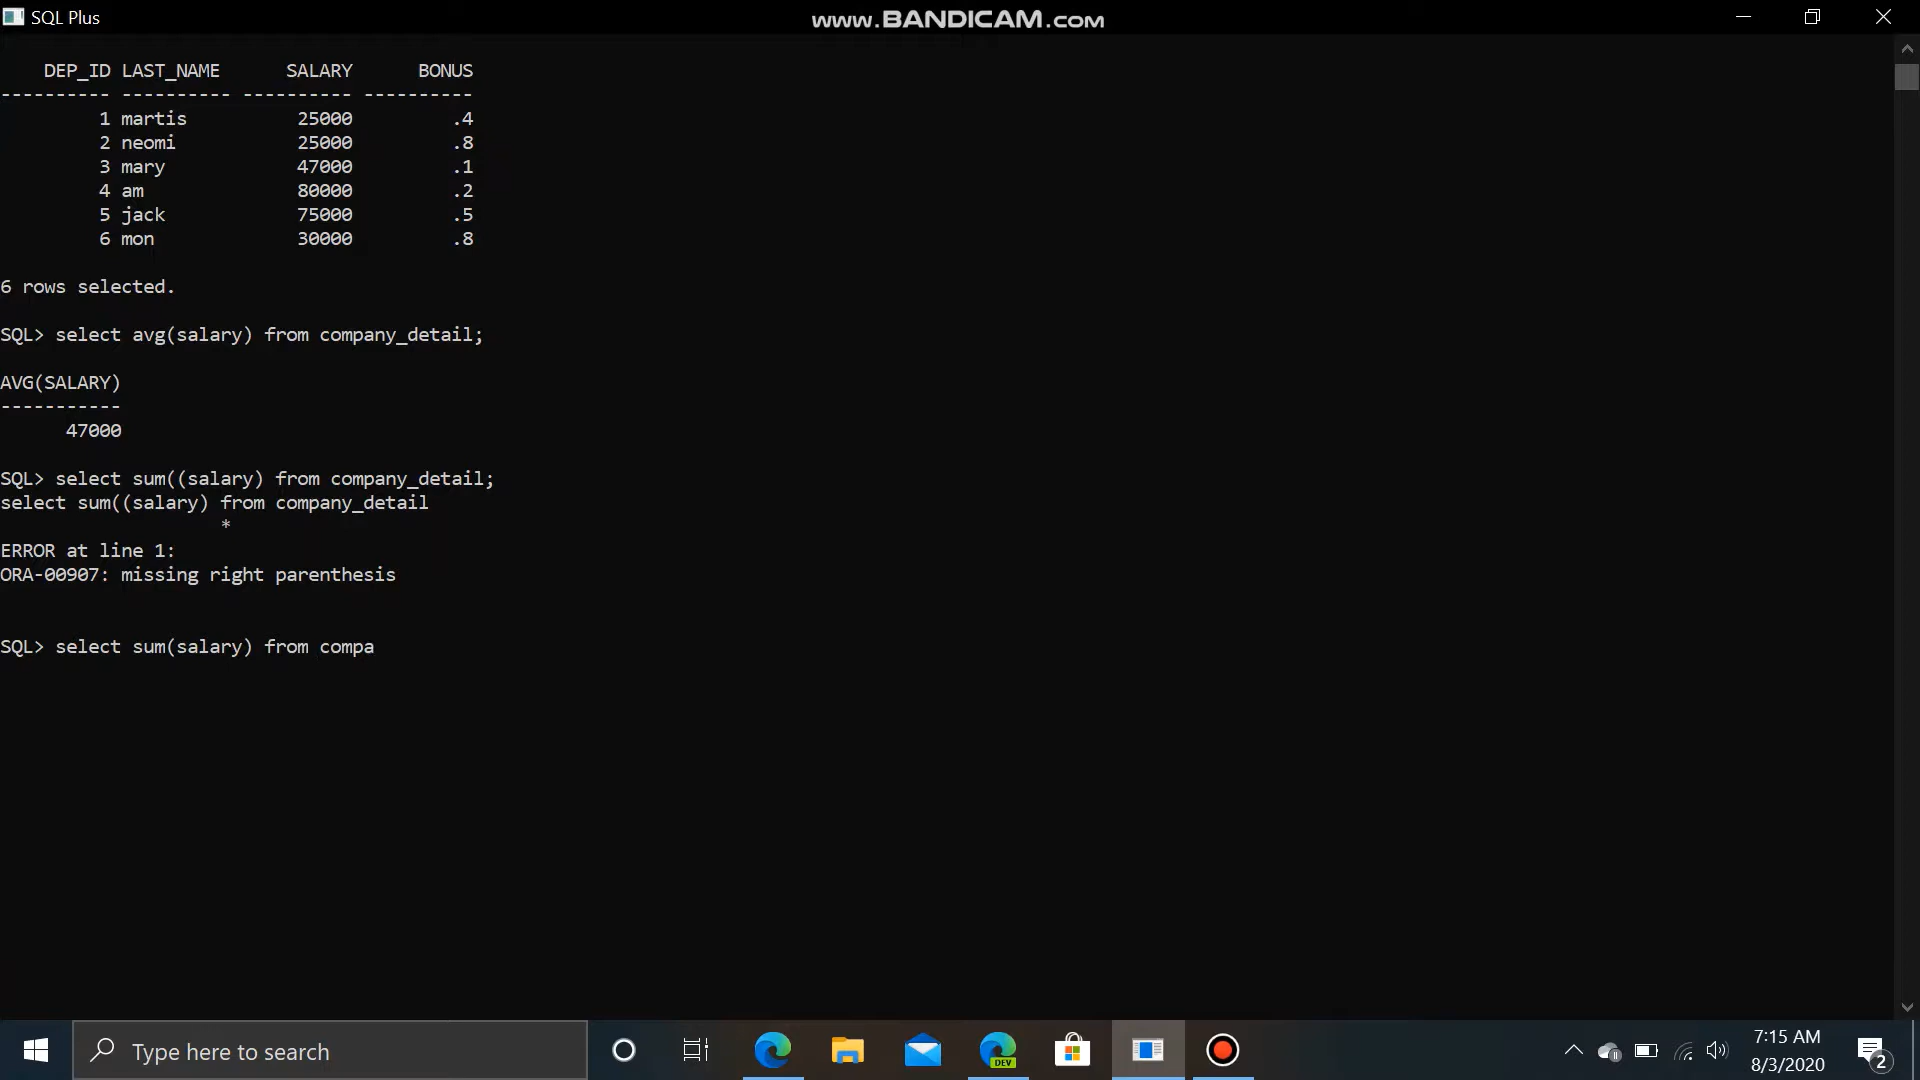 SQL Plus
www.BANDICAM.com
    DEP_ID LAST_NAME      SALARY      BONUS
---------- ---------- ---------- ----------
         1 martis          25000         .4
         2 neomi           25000         .8
         3 mary            47000         .1
         4 am              80000         .2
         5 jack            75000         .5
         6 mon             30000         .8
6 rows selected.
SQL> select avg(salary) from company_detail;
AVG(SALARY)
-----------
      47000
SQL> select sum((salary) from company_detail;
select sum((salary) from company_detail
                    *
ERROR at line 1:
ORA-00907: missing right parenthesis
SQL> select sum(salary) from compa
Type here to search
DEV
7:15 AM
8/3/2020
2